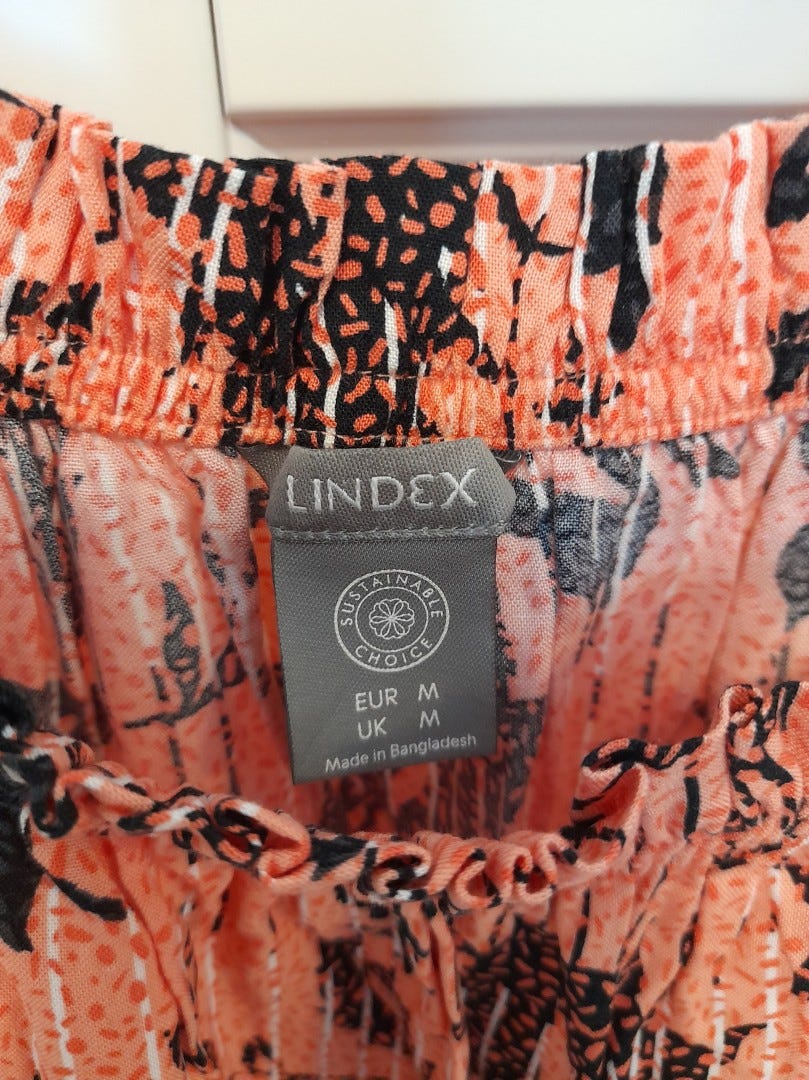 LINDEX
SUSTAINABLE
CHOICE
EUR M
UK M
Made in Bangladesh